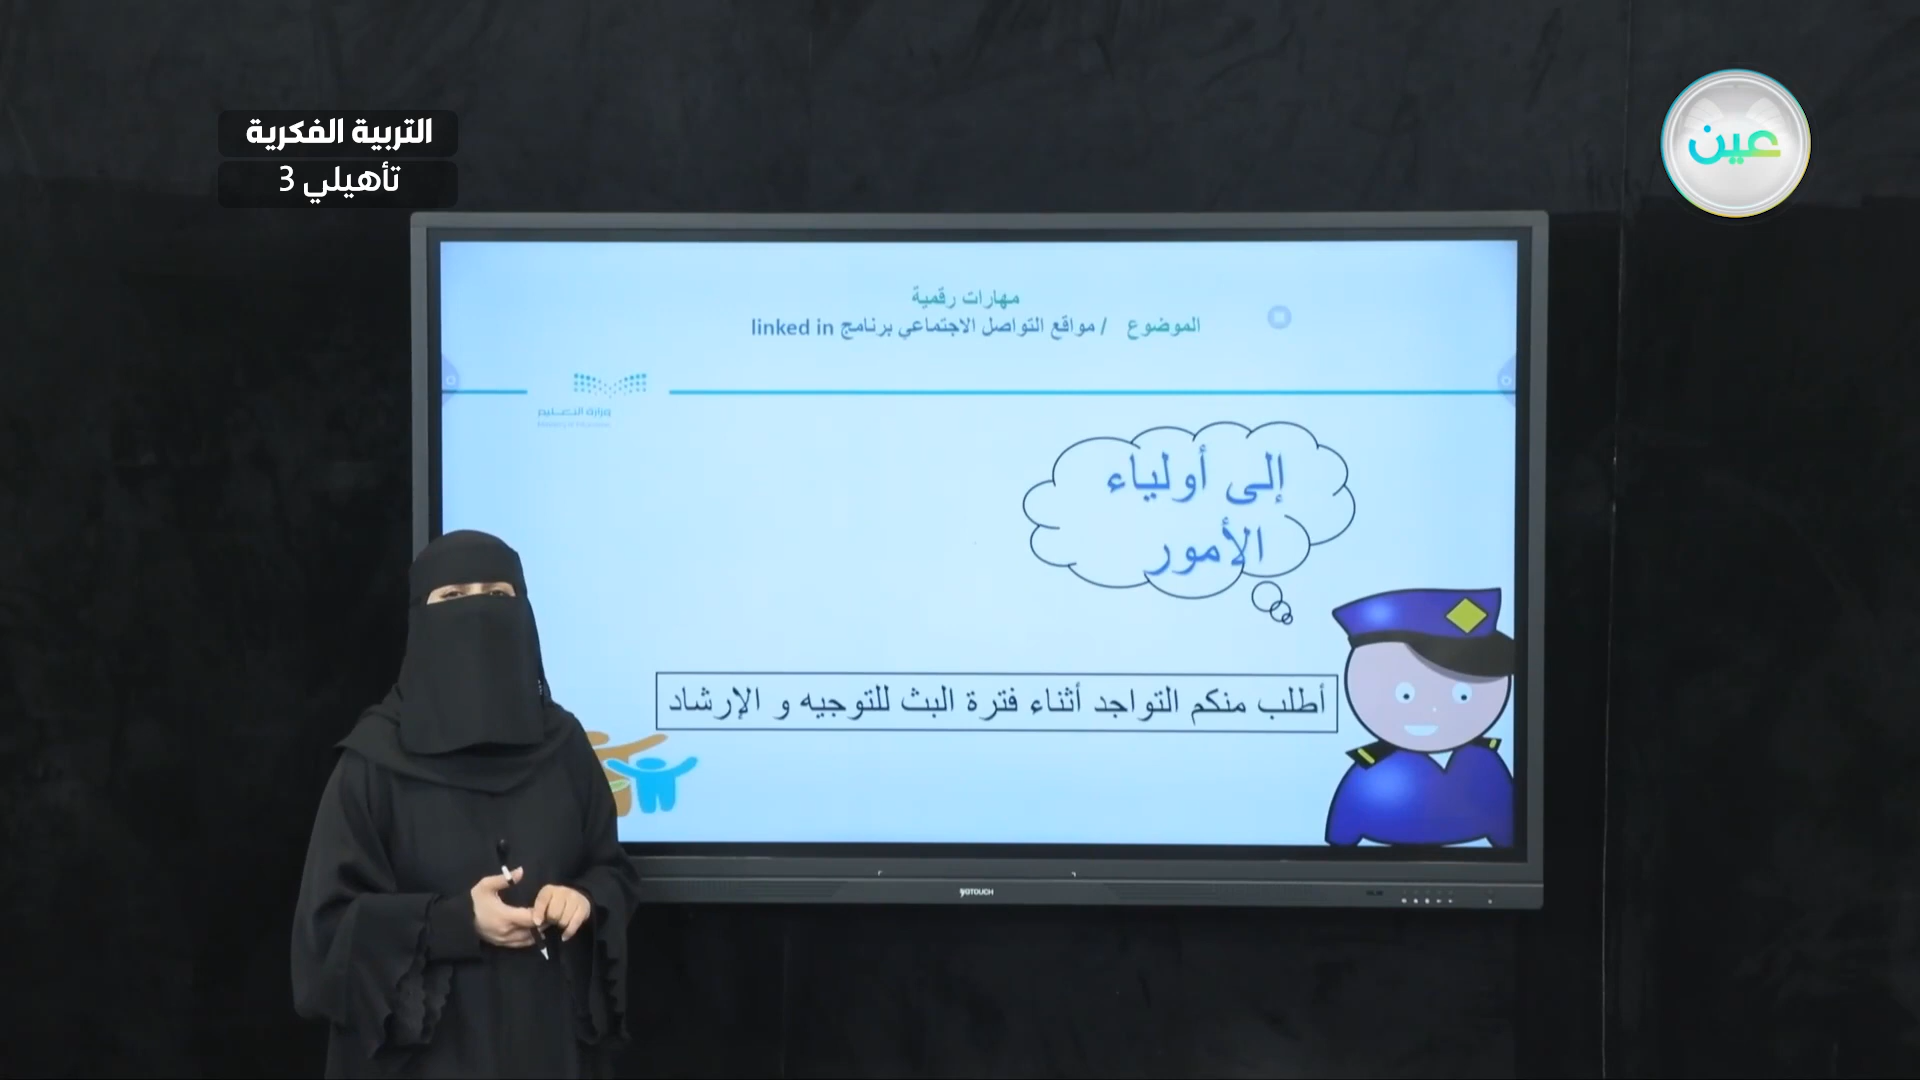 التربية الفكرية
تأهيلي 3
عين
مهارات رقمية
الموضوع / مواقع التواصل الاجتماعي برنامج linked in
وزارة التعليم
إلى أولياء
الأمور
أطلب منكم التواجد أثناء فترة البث للتوجيه و الإرشاد